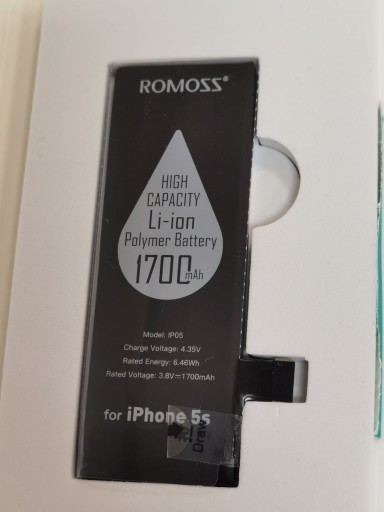 ROMOSS®
HIGH
CAPACITY
Li-ion
Polymer Battery
1700mAh
Model: IP05
Charge Voltage: 4.35V
Rated Energy: 6.46Wh
Rated Voltage: 3.8V⎓1700mAh
for iPhone 5s
Draw